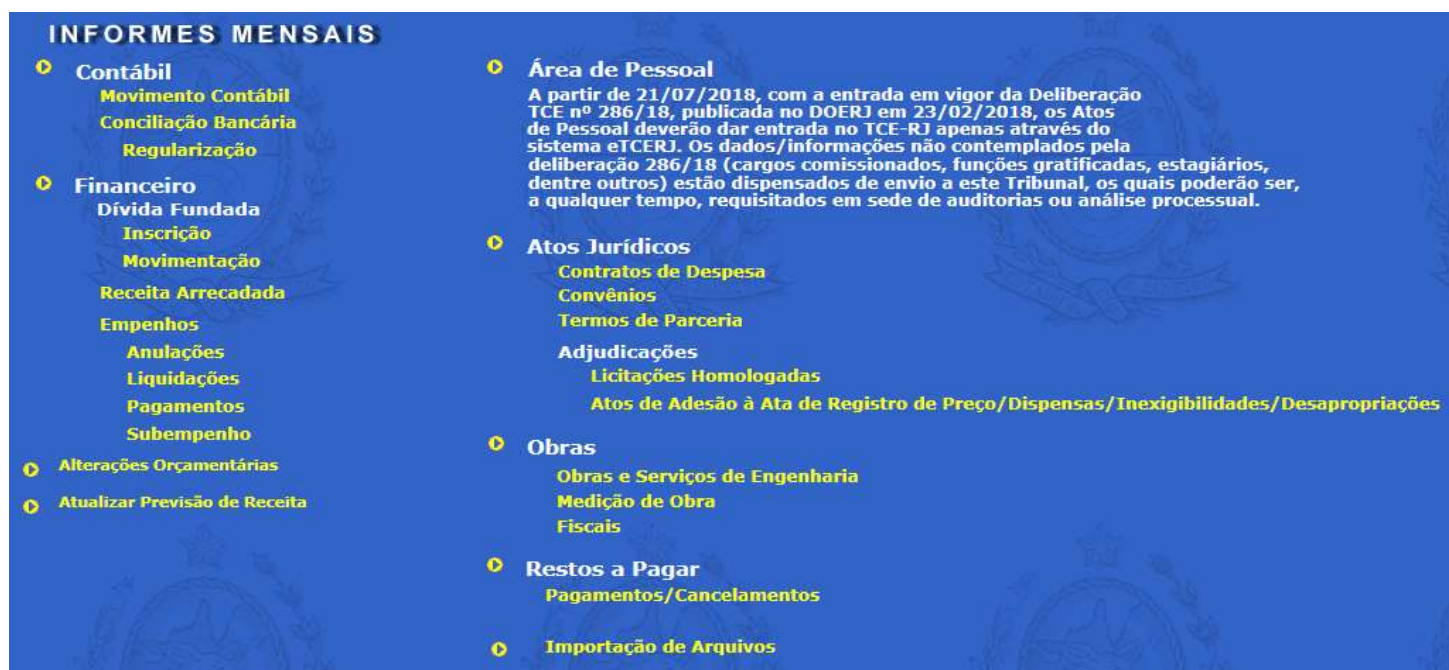 INFORMES MENSAIS
Contábil
Movimento Contábil
Conciliação Bancária
Regularização
Financeiro
Dívida Fundada
Inscrição
Movimentação
Receita Arrecadada
Empenhos
Anulações
Liquidações
Pagamentos
Subempenho
Alterações Orçamentárias
Atualizar Previsão de Receita
Área de Pessoal
A partir de 21/07/2018, com a entrada em vigor da Deliberação
TCE nº 286/18, publicada no DOERJ em 23/02/2018, os Atos
de Pessoal deverão dar entrada no TCE-RJ apenas através do
sistema eTCERJ. Os dados/informações não contemplados pela
deliberação 286/18 (cargos comissionados, funções gratificadas, estagiários,
dentre outros) estão dispensados de envio a este Tribunal, os quais poderão ser,
a qualquer tempo, requisitados em sede de auditorias ou análise processual.
Atos Jurídicos
Contratos de Despesa
Convênios
Termos de Parceria
Adjudicações
Licitações Homologadas
Atos de Adesão à Ata de Registro de Preço/Dispensas/Inexigibilidades/Desapropriações
Obras
Obras e Serviços de Engenharia
Medição de Obra
Fiscais
Restos a Pagar
Pagamentos/Cancelamentos
Importação de Arquivos